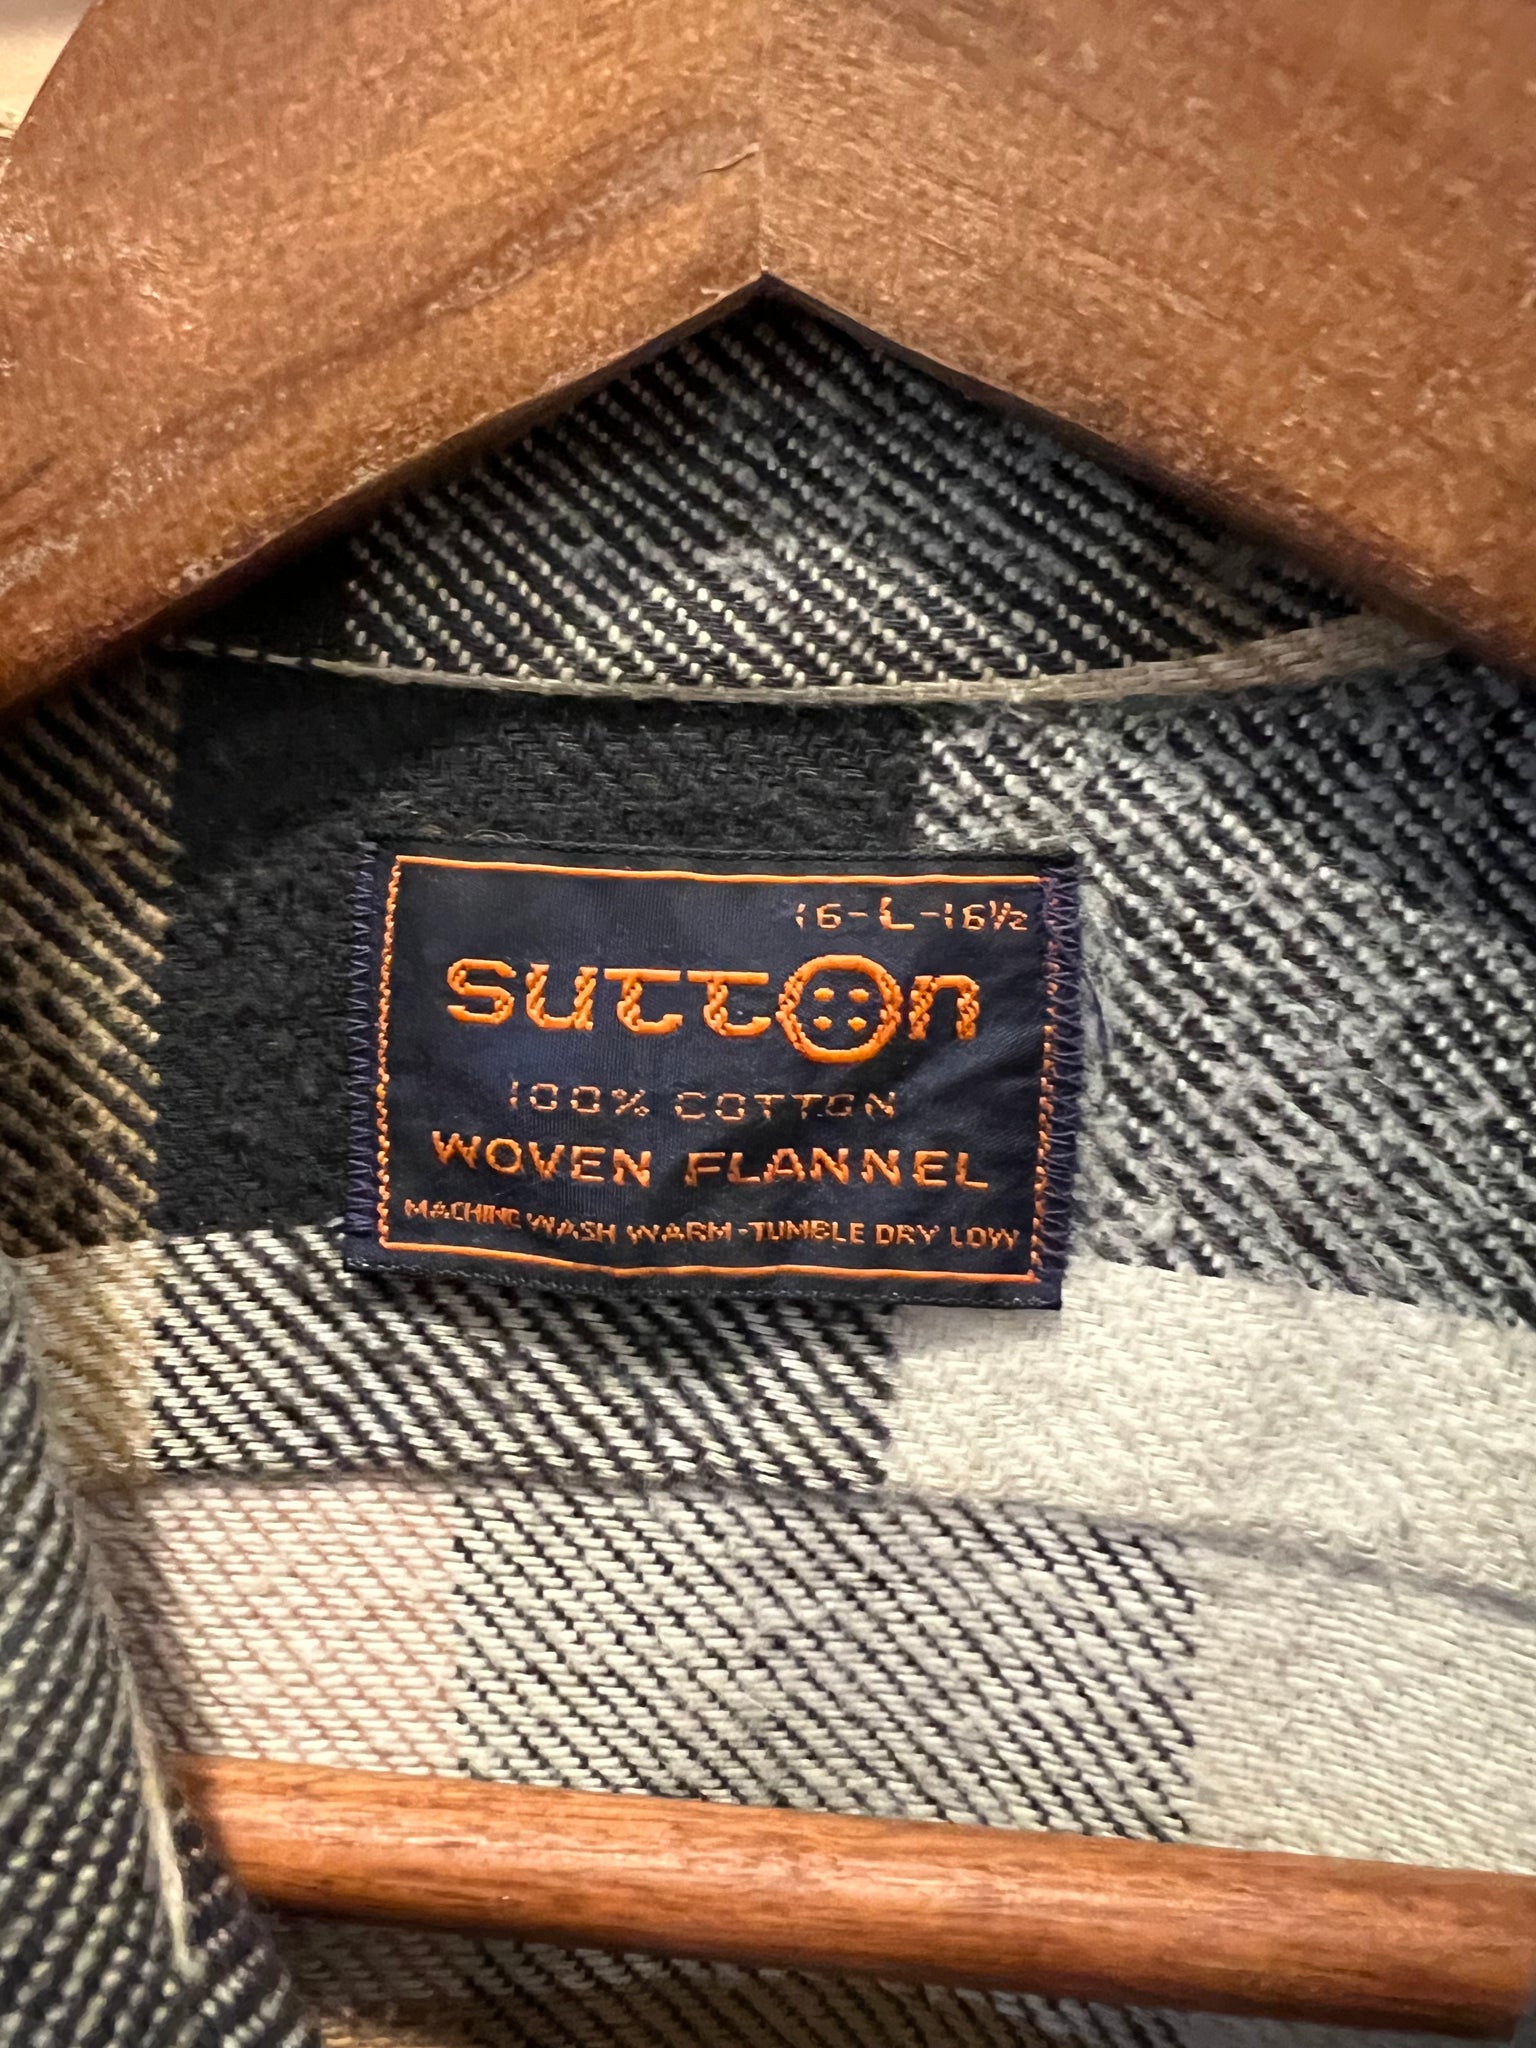 16-L-16½
sutton
100% COTTON
WOVEN FLANNEL
MACHINE WASH WARM-TUMBLE DRY LOW